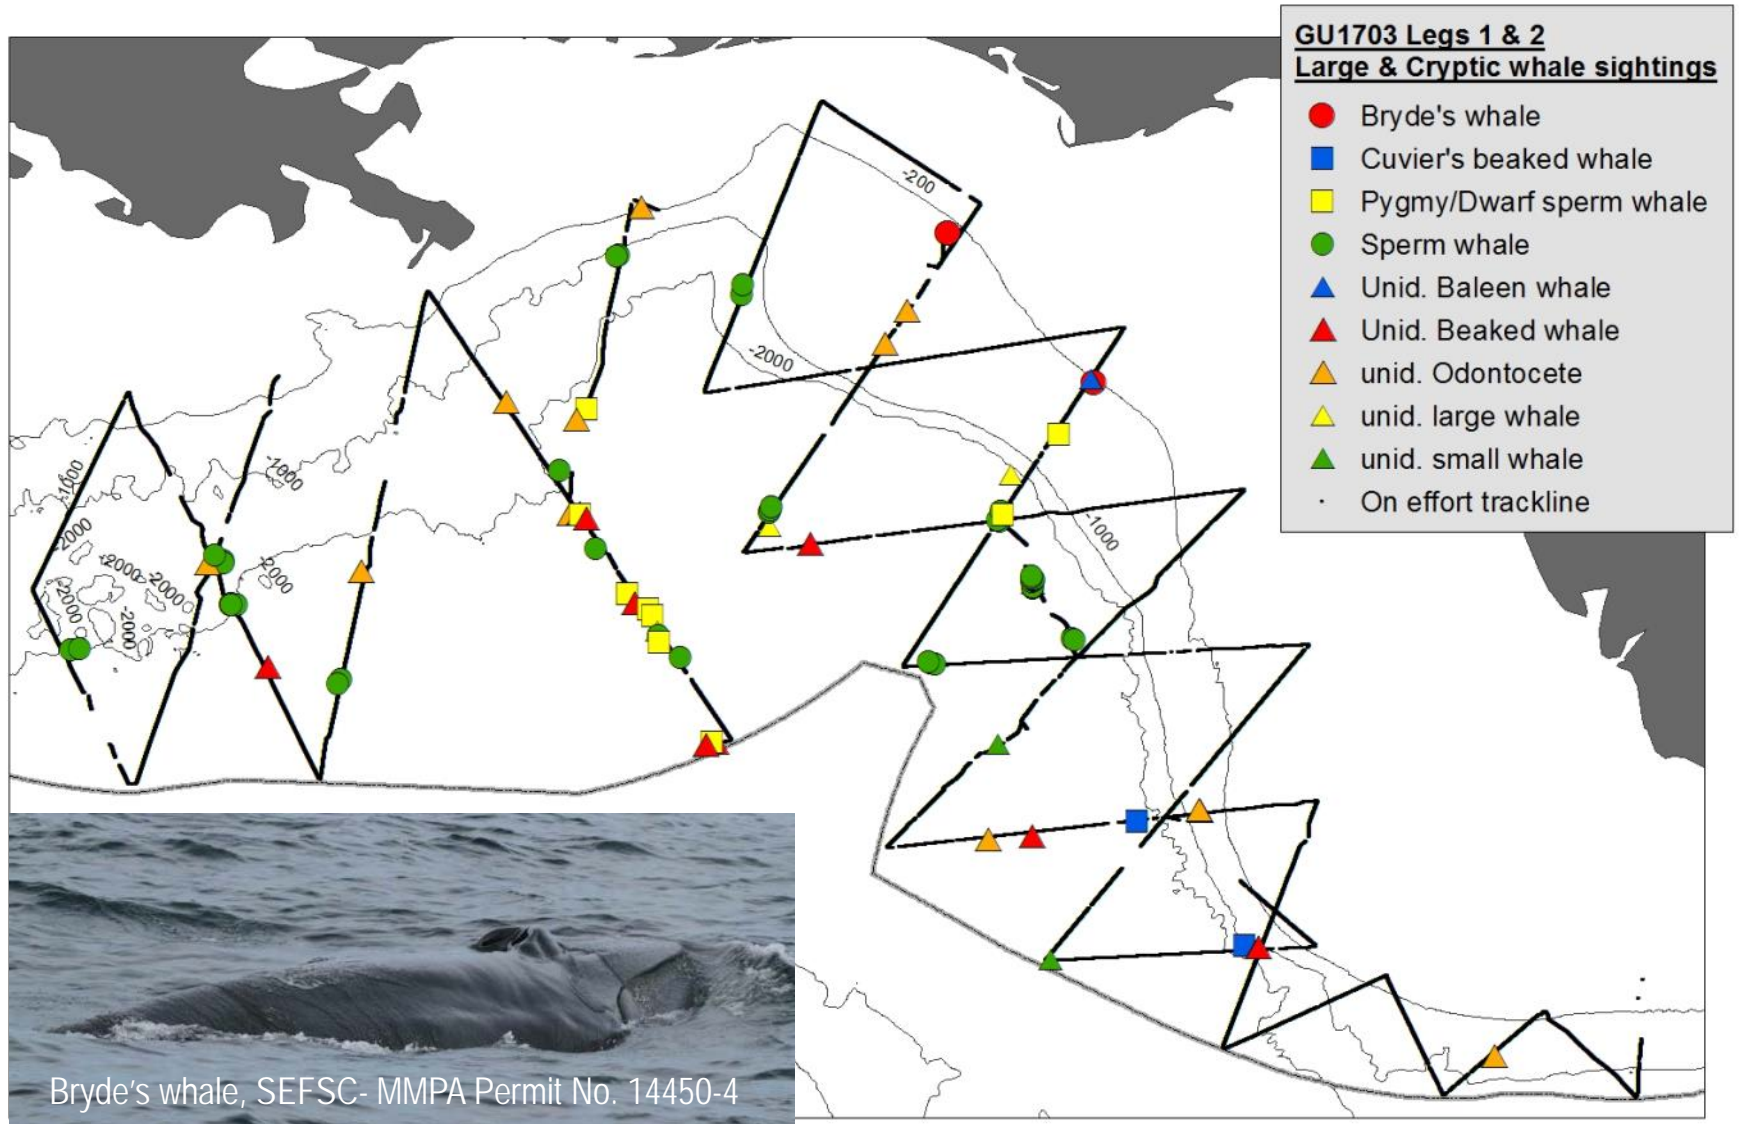 GU1703 Legs 1 & 2
Large & Cryptic whale sightings
Bryde's whale
Cuvier's beaked whale
Pygmy/Dwarf sperm whale
Sperm whale
Unid. Baleen whale
Unid. Beaked whale
unid. Odontocete
unid. large whale
unid. small whale
On effort trackline
-200
-2000
-1000
-1000
-1000
-2000
-2000
-2000
-2000
-2000
-2000
Bryde's whale, SEFSC- MMPA Permit No. 14450-4